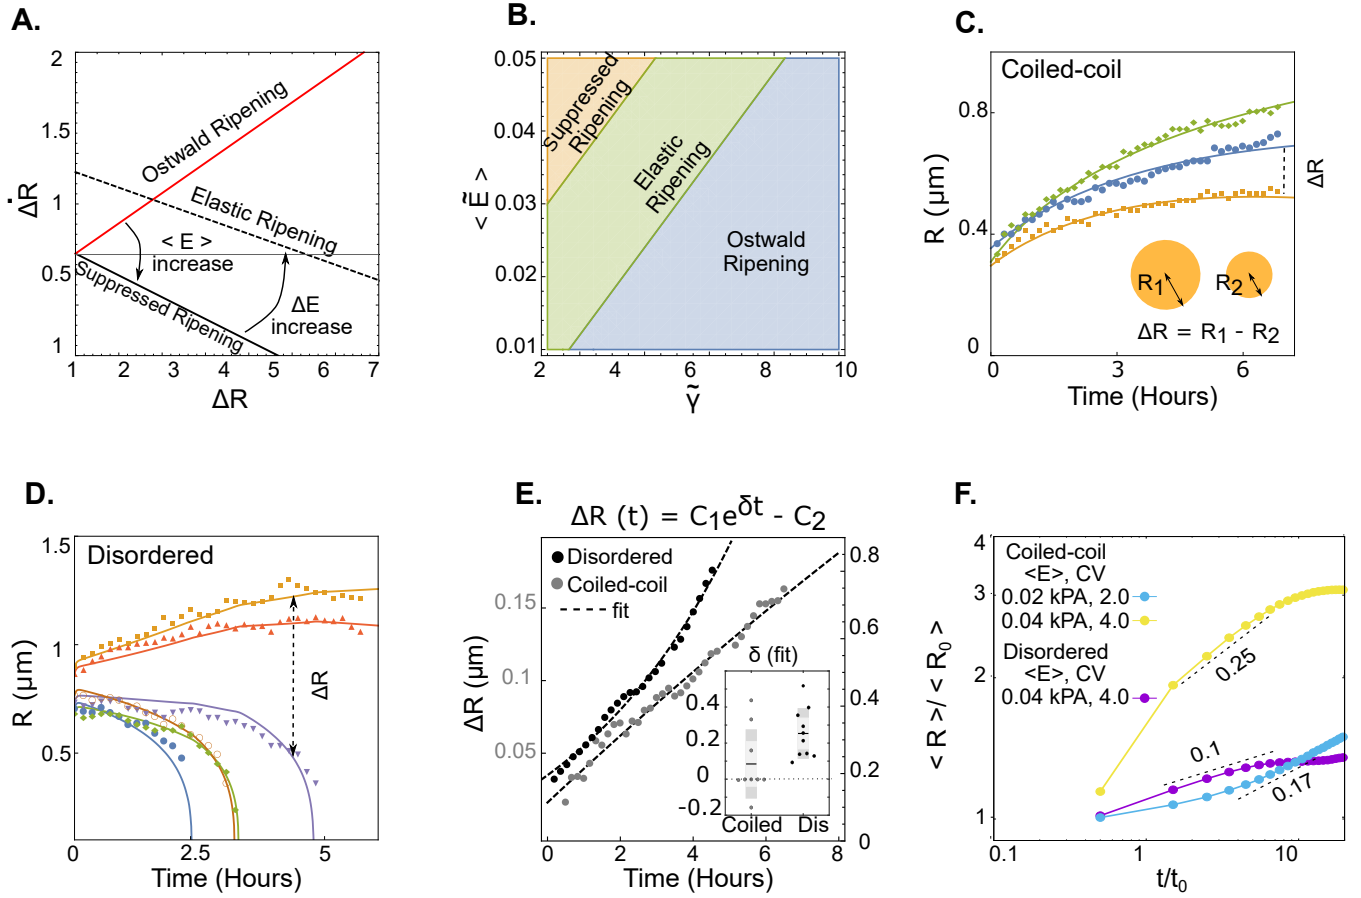 A.
2
1.5
1
0.5
1
Δ̇R
Ostwald Ripening
Elastic Ripening
< E >
increase
Suppressed Ripening
ΔE
increase
1 2 3 4 5 6 7
ΔR
B.
0.05
0.04
0.03
0.02
0.01
< Ẽ >
Suppressed
Ripening
Elastic
Ripening
Ostwald
Ripening
2 4 6 8 10
γ̃
C.
Coiled-coil
0.8
0.4
0
R (μm)
ΔR
R1
R2
ΔR = R1 - R2
0 3 6
Time (Hours)
D.
Disordered
1.5
1
0.5
R (μm)
ΔR
0 2.5 5
Time (Hours)
E.
ΔR (t) = C1e^δt - C2
Disordered
Coiled-coil
fit
0.15
0.1
0.05
ΔR (μm)
0.8
0.6
0.4
0.2
0
δ (fit)
0.4
0.2
0
-0.2
Coiled Dis
0 2 4 6 8
Time (Hours)
F.
4
3
2
1
< R >/ < R0 >
Coiled-coil
<E>, CV
0.02 kPA, 2.0
0.04 kPA, 4.0
Disordered
<E>, CV
0.04 kPA, 4.0
0.25
0.1
0.17
0.1 1 10
t/t0